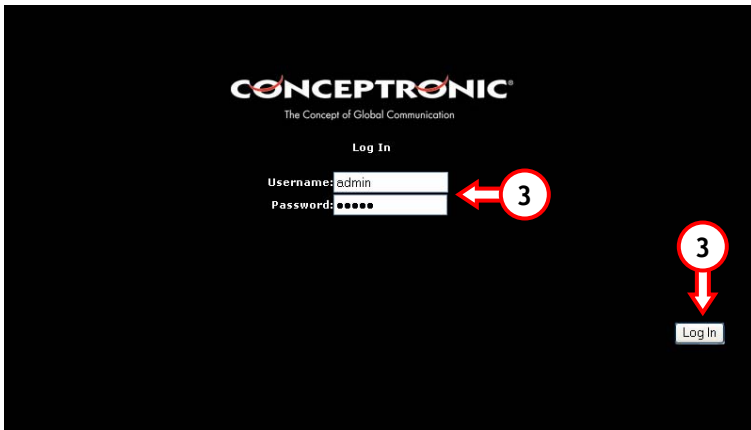 CONCEPTRONIC®
The Concept of Global Communication
Log In
Username: admin
Password: •••••
3
3
Log In